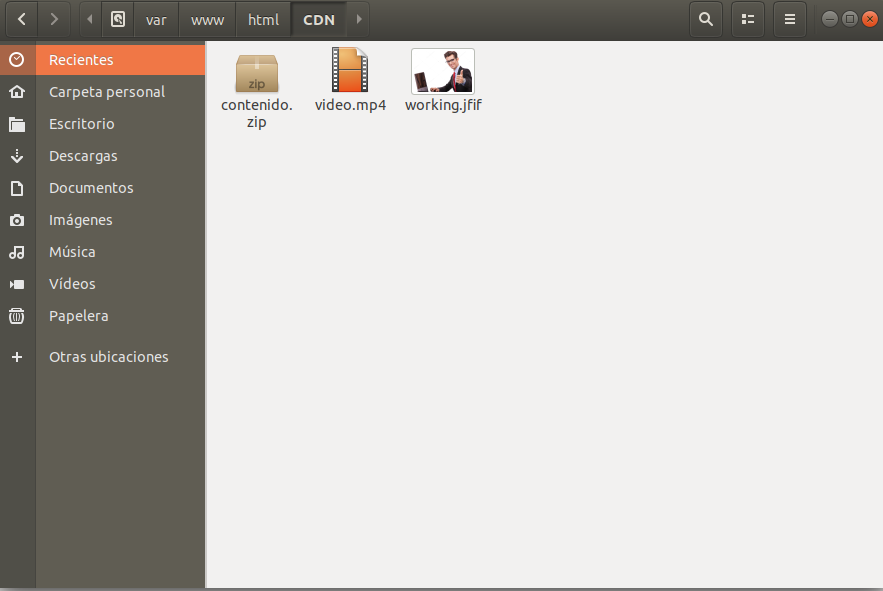 var www html CDN
Recientes
Carpeta personal
Escritorio
Descargas
Documentos
Imágenes
Música
Vídeos
Papelera
Otras ubicaciones
zip
contenido.
zip
video.mp4
working.jfif